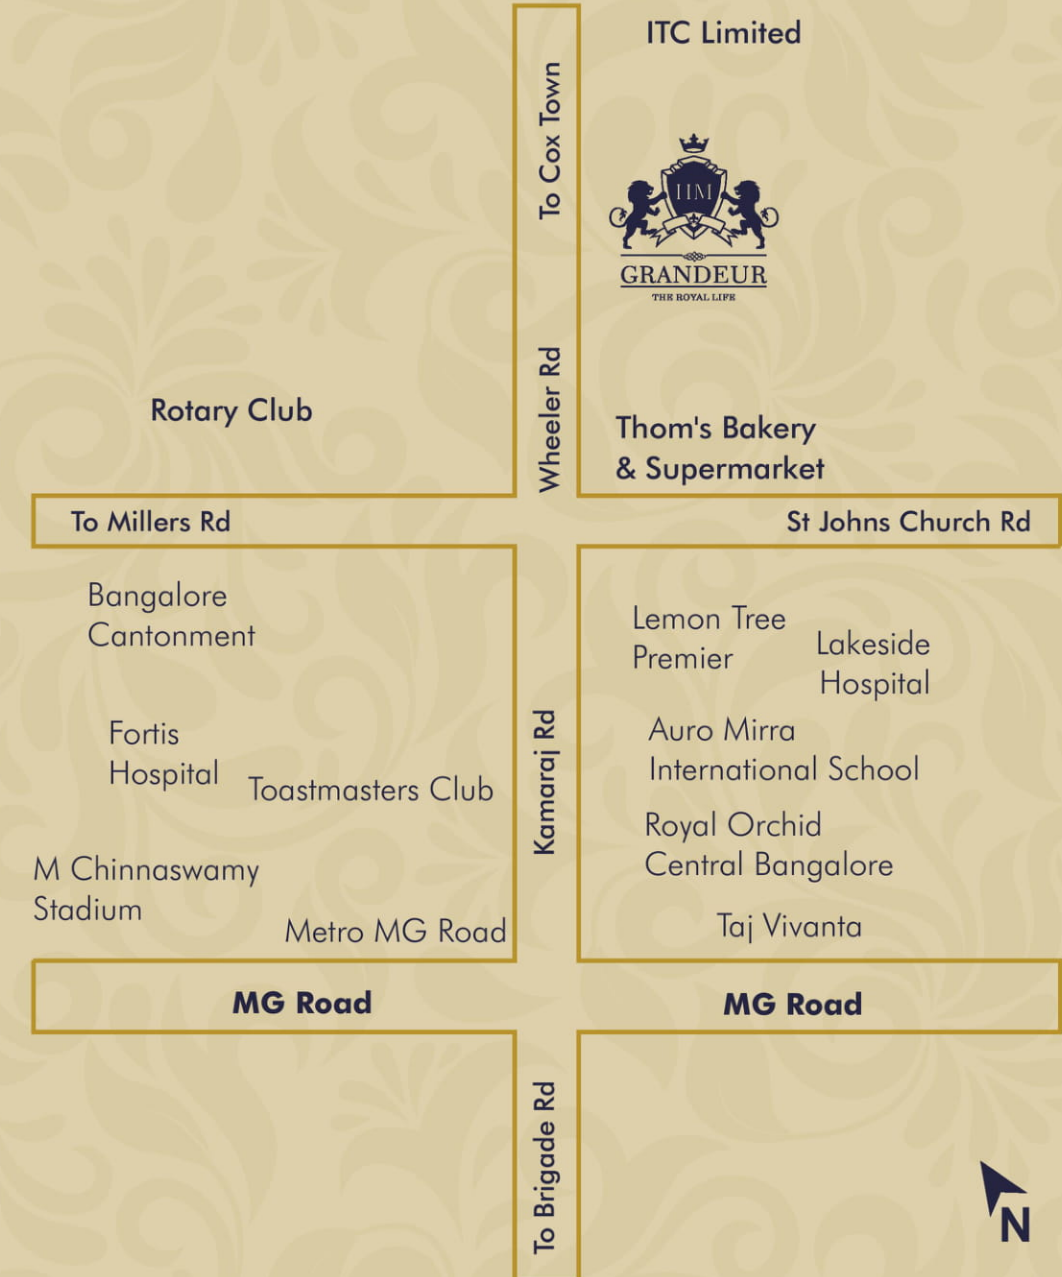 ITC Limited
To Cox Town
IIM
GRANDEUR
THE ROYAL LIFE
Wheeler Rd
Rotary Club
Thom's Bakery
& Supermarket
To Millers Rd
St Johns Church Rd
Bangalore
Cantonment
Lemon Tree
Premier
Lakeside
Hospital
Fortis
Hospital
Toastmasters Club
Kamaraj Rd
Auro Mirra
International School
Royal Orchid
Central Bangalore
M Chinnaswamy
Stadium
Metro MG Road
Taj Vivanta
MG Road
MG Road
To Brigade Rd
N